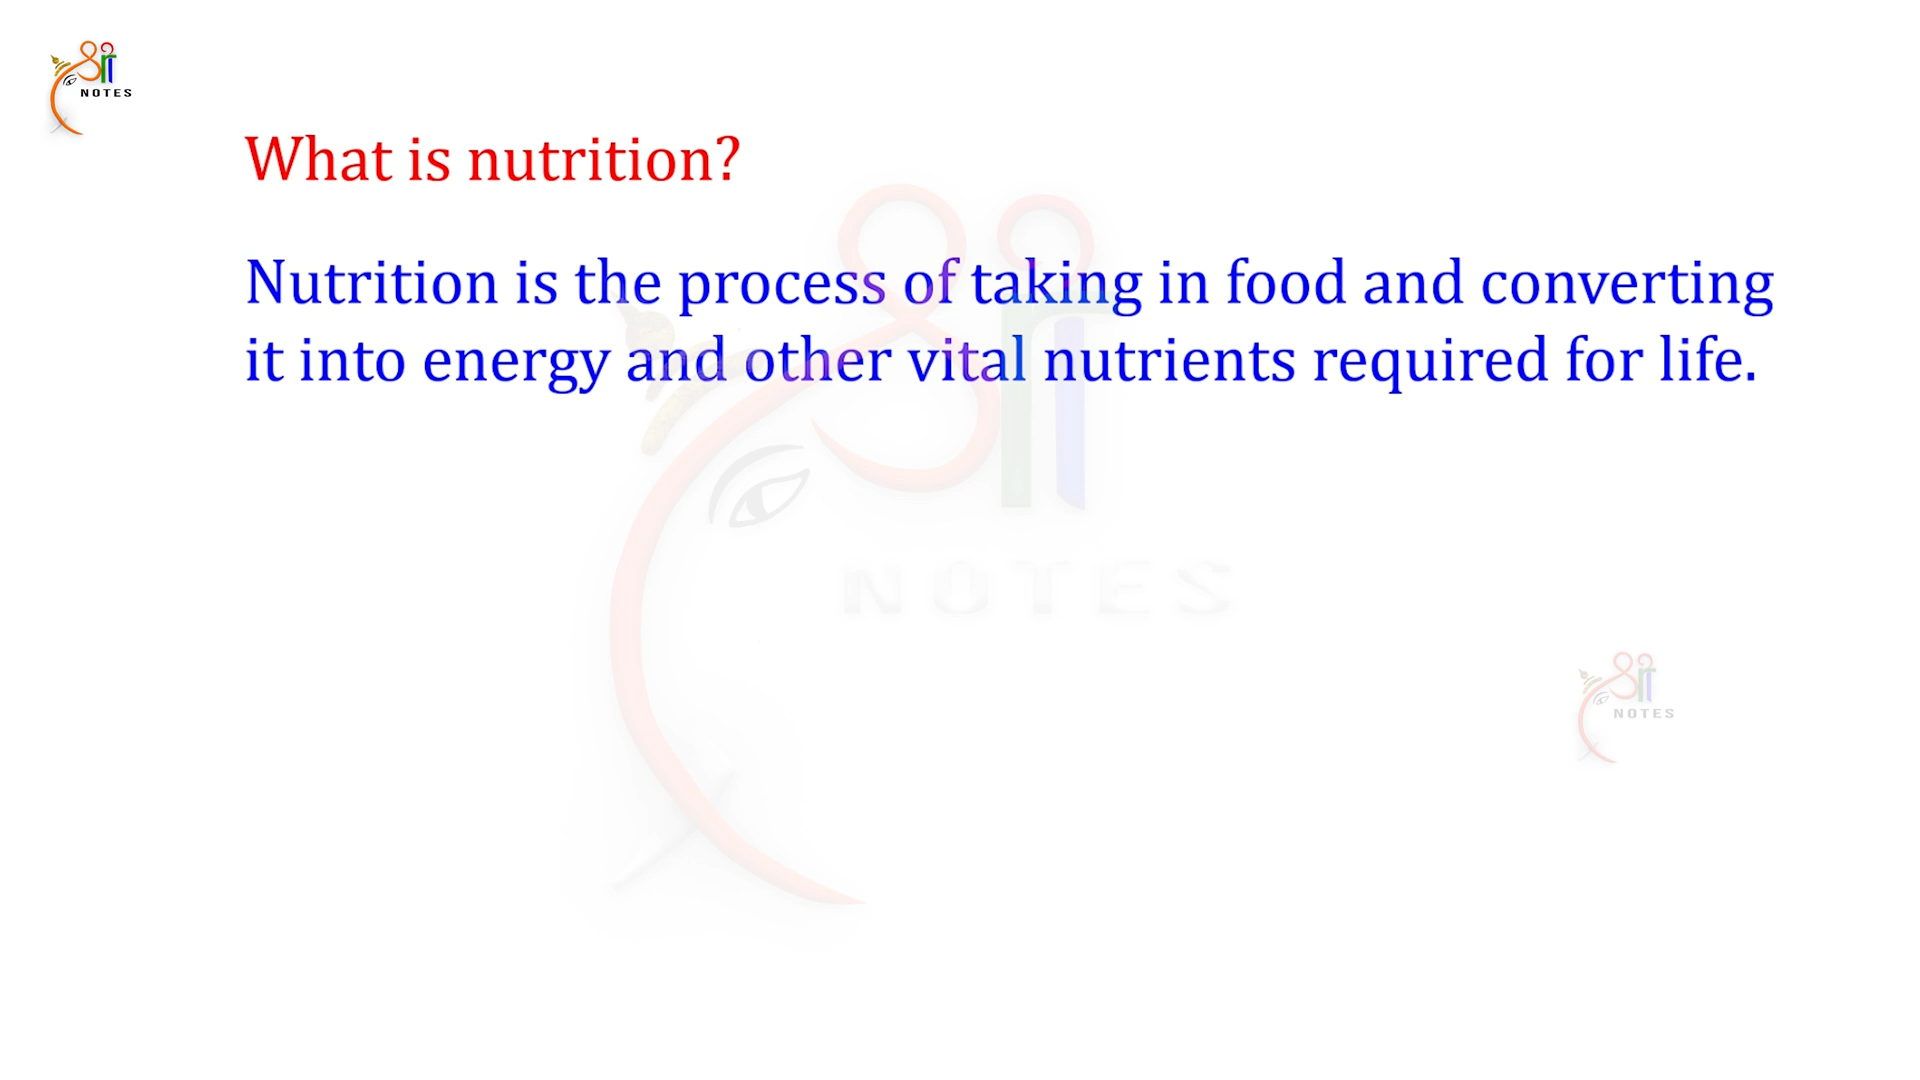 श्री
NOTES
What is nutrition?
Nutrition is the process of taking in food and converting
it into energy and other vital nutrients required for life.
श्री
NOTES
श्री
NOTES